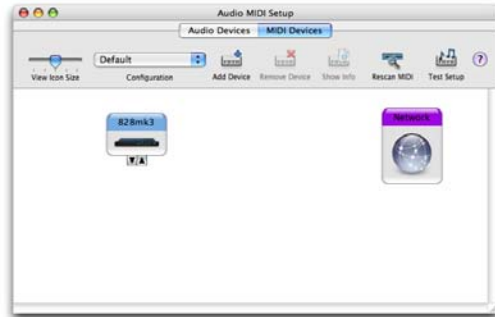 Audio MIDI Setup
Audio Devices MIDI Devices
Default
View Icon Size Configuration Add Device Remove Device Show Info Rescan MIDI Test Setup ?
828mk3
Network